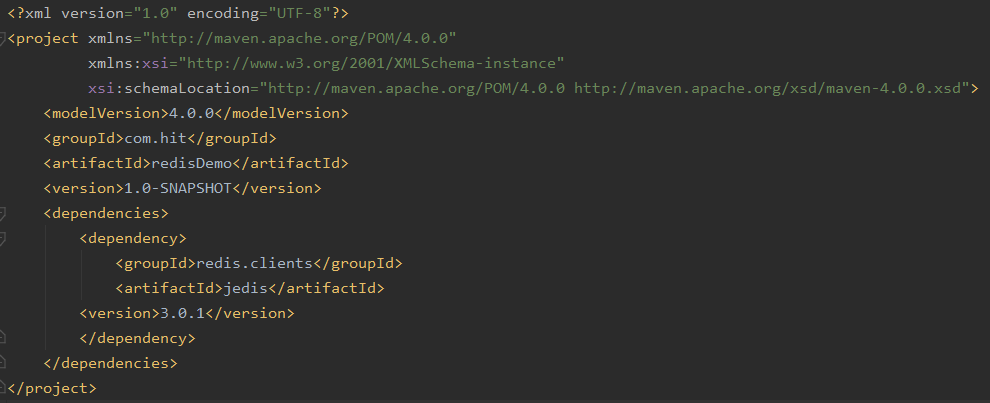 <?xml version="1.0" encoding="UTF-8"?>
<project xmlns="http://maven.apache.org/POM/4.0.0"
         xmlns:xsi="http://www.w3.org/2001/XMLSchema-instance"
         xsi:schemaLocation="http://maven.apache.org/POM/4.0.0 http://maven.apache.org/xsd/maven-4.0.0.xsd">
    <modelVersion>4.0.0</modelVersion>
    <groupId>com.hit</groupId>
    <artifactId>redisDemo</artifactId>
    <version>1.0-SNAPSHOT</version>
    <dependencies>
        <dependency>
            <groupId>redis.clients</groupId>
            <artifactId>jedis</artifactId>
        <version>3.0.1</version>
        </dependency>
    </dependencies>
</project>